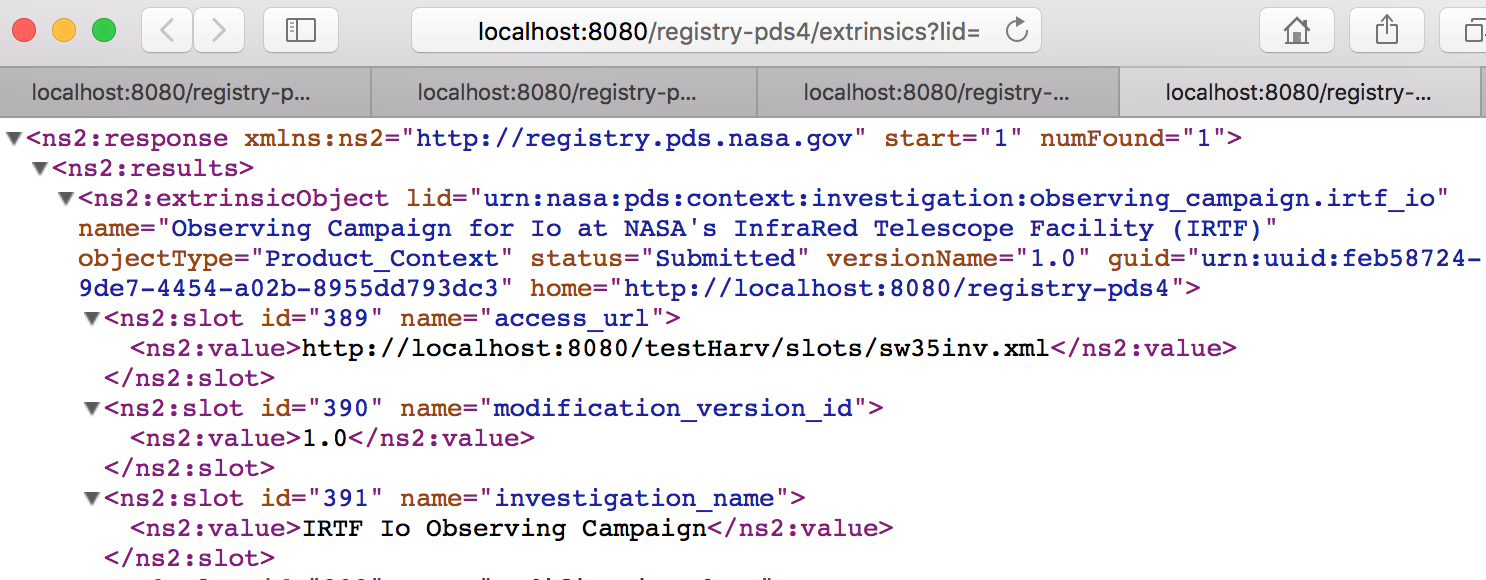 localhost:8080/registry-pds4/extrinsics?lid=
localhost:8080/registry-p... localhost:8080/registry-p... localhost:8080/registry-... localhost:8080/registry-...
<ns2:response xmlns:ns2="http://registry.pds.nasa.gov" start="1" numFound="1">
<ns2:results>
<ns2:extrinsicObject lid="urn:nasa:pds:context:investigation:observing_campaign.irtf_io"
name="Observing Campaign for Io at NASA's InfraRed Telescope Facility (IRTF)"
objectType="Product_Context" status="Submitted" versionName="1.0" guid="urn:uuid:feb58724-
9de7-4454-a02b-8955dd793dc3" home="http://localhost:8080/registry-pds4">
<ns2:slot id="389" name="access_url">
<ns2:value>http://localhost:8080/testHarv/slots/sw35inv.xml</ns2:value>
</ns2:slot>
<ns2:slot id="390" name="modification_version_id">
<ns2:value>1.0</ns2:value>
</ns2:slot>
<ns2:slot id="391" name="investigation_name">
<ns2:value>IRTF Io Observing Campaign</ns2:value>
</ns2:slot>